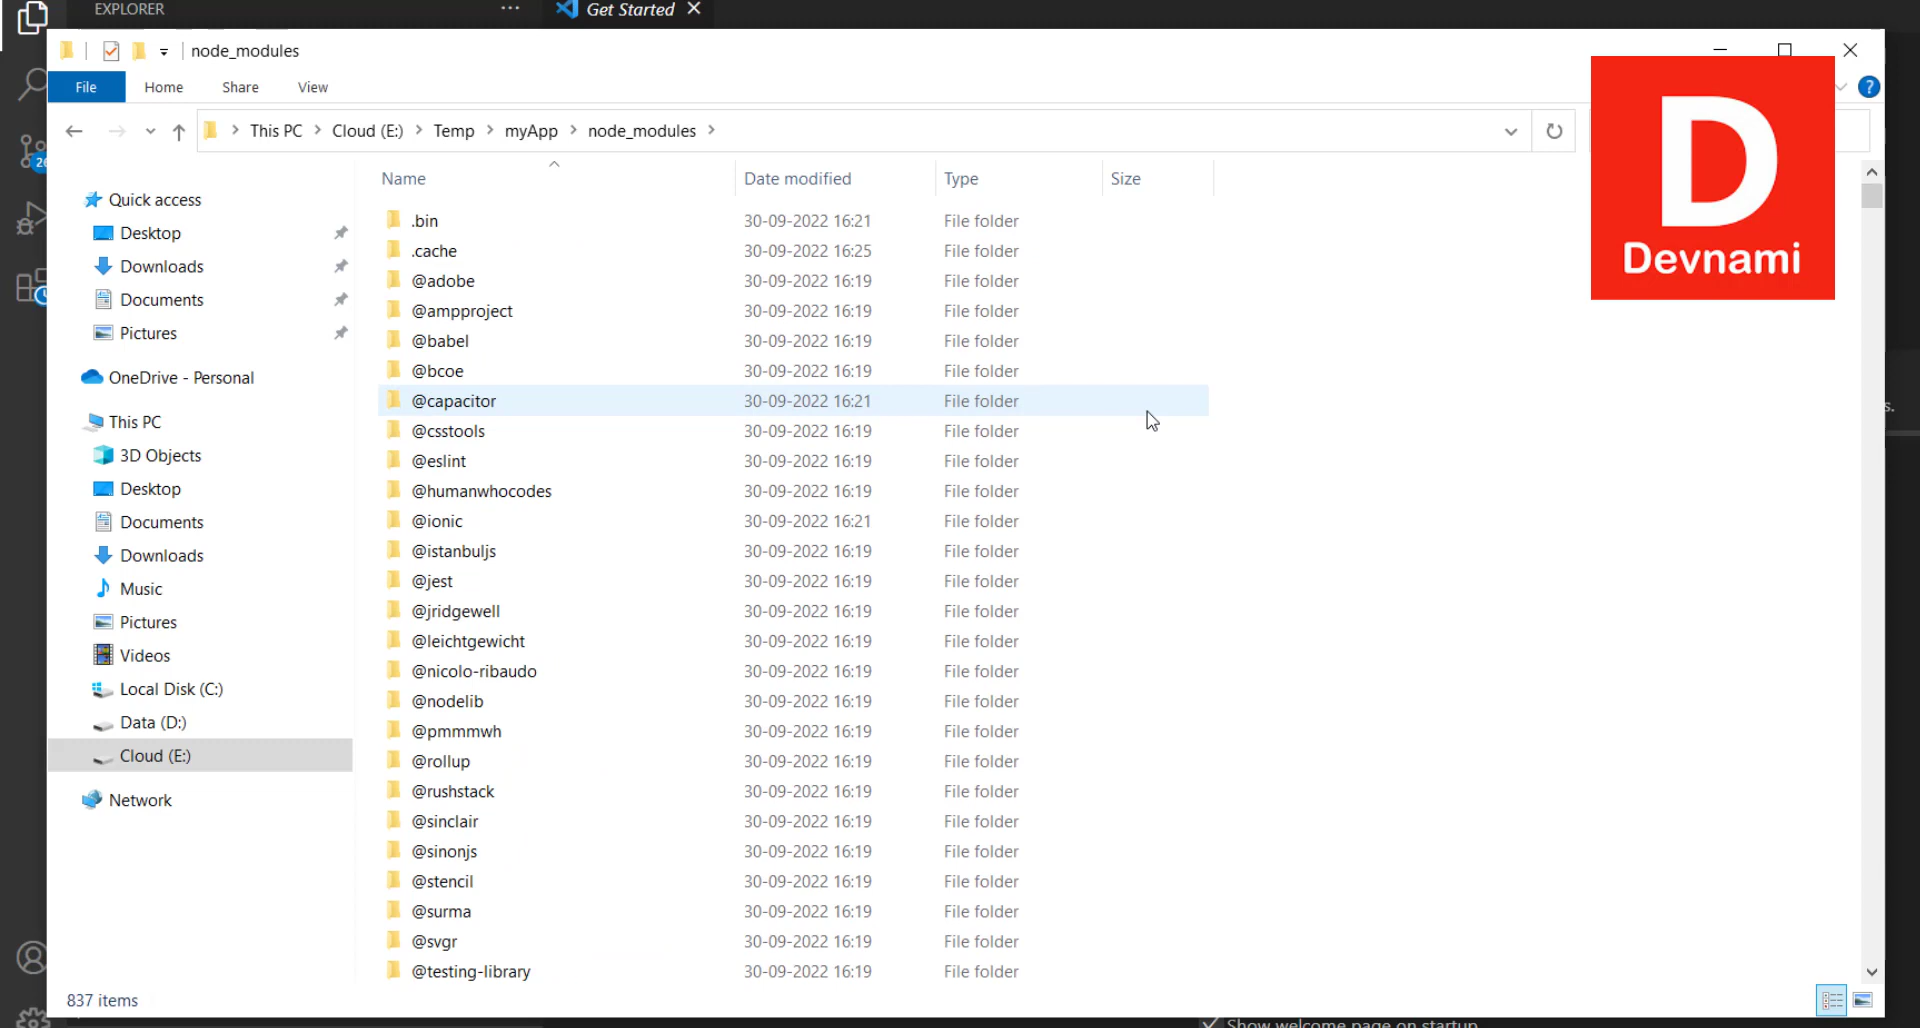 EXPLORER
Get Started
node_modules
File Home Share View
This PC Cloud (E:) Temp myApp node_modules
Devnami
Name Date modified Type Size
Quick access
Desktop
Downloads
Documents
Pictures
OneDrive - Personal
This PC
3D Objects
Desktop
Documents
Downloads
Music
Pictures
Videos
Local Disk (C:)
Data (D:)
Cloud (E:)
Network
.bin 30-09-2022 16:21 File folder
.cache 30-09-2022 16:25 File folder
@adobe 30-09-2022 16:19 File folder
@ampproject 30-09-2022 16:19 File folder
@babel 30-09-2022 16:19 File folder
@bcoe 30-09-2022 16:19 File folder
@capacitor 30-09-2022 16:21 File folder
@csstools 30-09-2022 16:19 File folder
@eslint 30-09-2022 16:19 File folder
@humanwhocodes 30-09-2022 16:19 File folder
@ionic 30-09-2022 16:21 File folder
@istanbuljs 30-09-2022 16:19 File folder
@jest 30-09-2022 16:19 File folder
@jridgewell 30-09-2022 16:19 File folder
@leichtgewicht 30-09-2022 16:19 File folder
@nicolo-ribaudo 30-09-2022 16:19 File folder
@nodelib 30-09-2022 16:19 File folder
@pmmmwh 30-09-2022 16:19 File folder
@rollup 30-09-2022 16:19 File folder
@rushstack 30-09-2022 16:19 File folder
@sinclair 30-09-2022 16:19 File folder
@sinonjs 30-09-2022 16:19 File folder
@stencil 30-09-2022 16:19 File folder
@surma 30-09-2022 16:19 File folder
@svgr 30-09-2022 16:19 File folder
@testing-library 30-09-2022 16:19 File folder
837 items
Show welcome page on startup